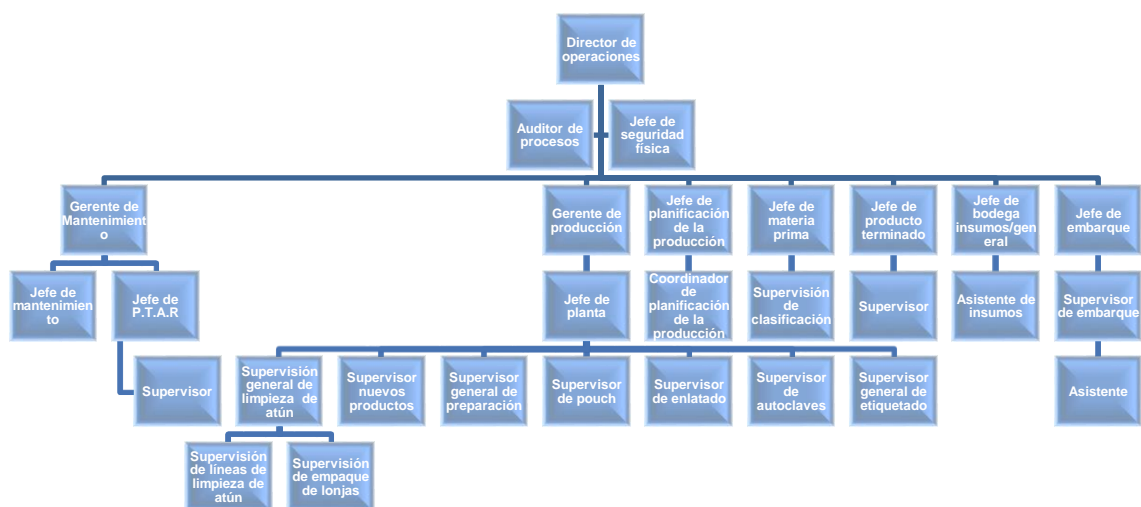 Director de
operaciones
Auditor de
procesos
Jefe de
seguridad
física
Gerente de
Mantenimient
o
Gerente de
producción
Jefe de
planificación
de la
producción
Jefe de
materia
prima
Jefe de
producto
terminado
Jefe de
bodega
insumos/gen
eral
Jefe de
embarque
Jefe de
mantenimien
to
Jefe de
P.T.A.R
Jefe de
planta
Coordinador
de
planificación
de la
producción
Supervisión
de
clasificación
Supervisor
Asistente de
insumos
Supervisor
de embarque
Supervisor
Supervisión
general de
limpieza de
atún
Supervisor
nuevos
productos
Supervisor
general de
preparación
Supervisor
de pouch
Supervisor
de enlatado
Supervisor
de
autoclaves
Supervisor
general de
etiquetado
Asistente
Supervisión
de líneas de
limpieza de
atún
Supervisión
de empaque
de lonjas